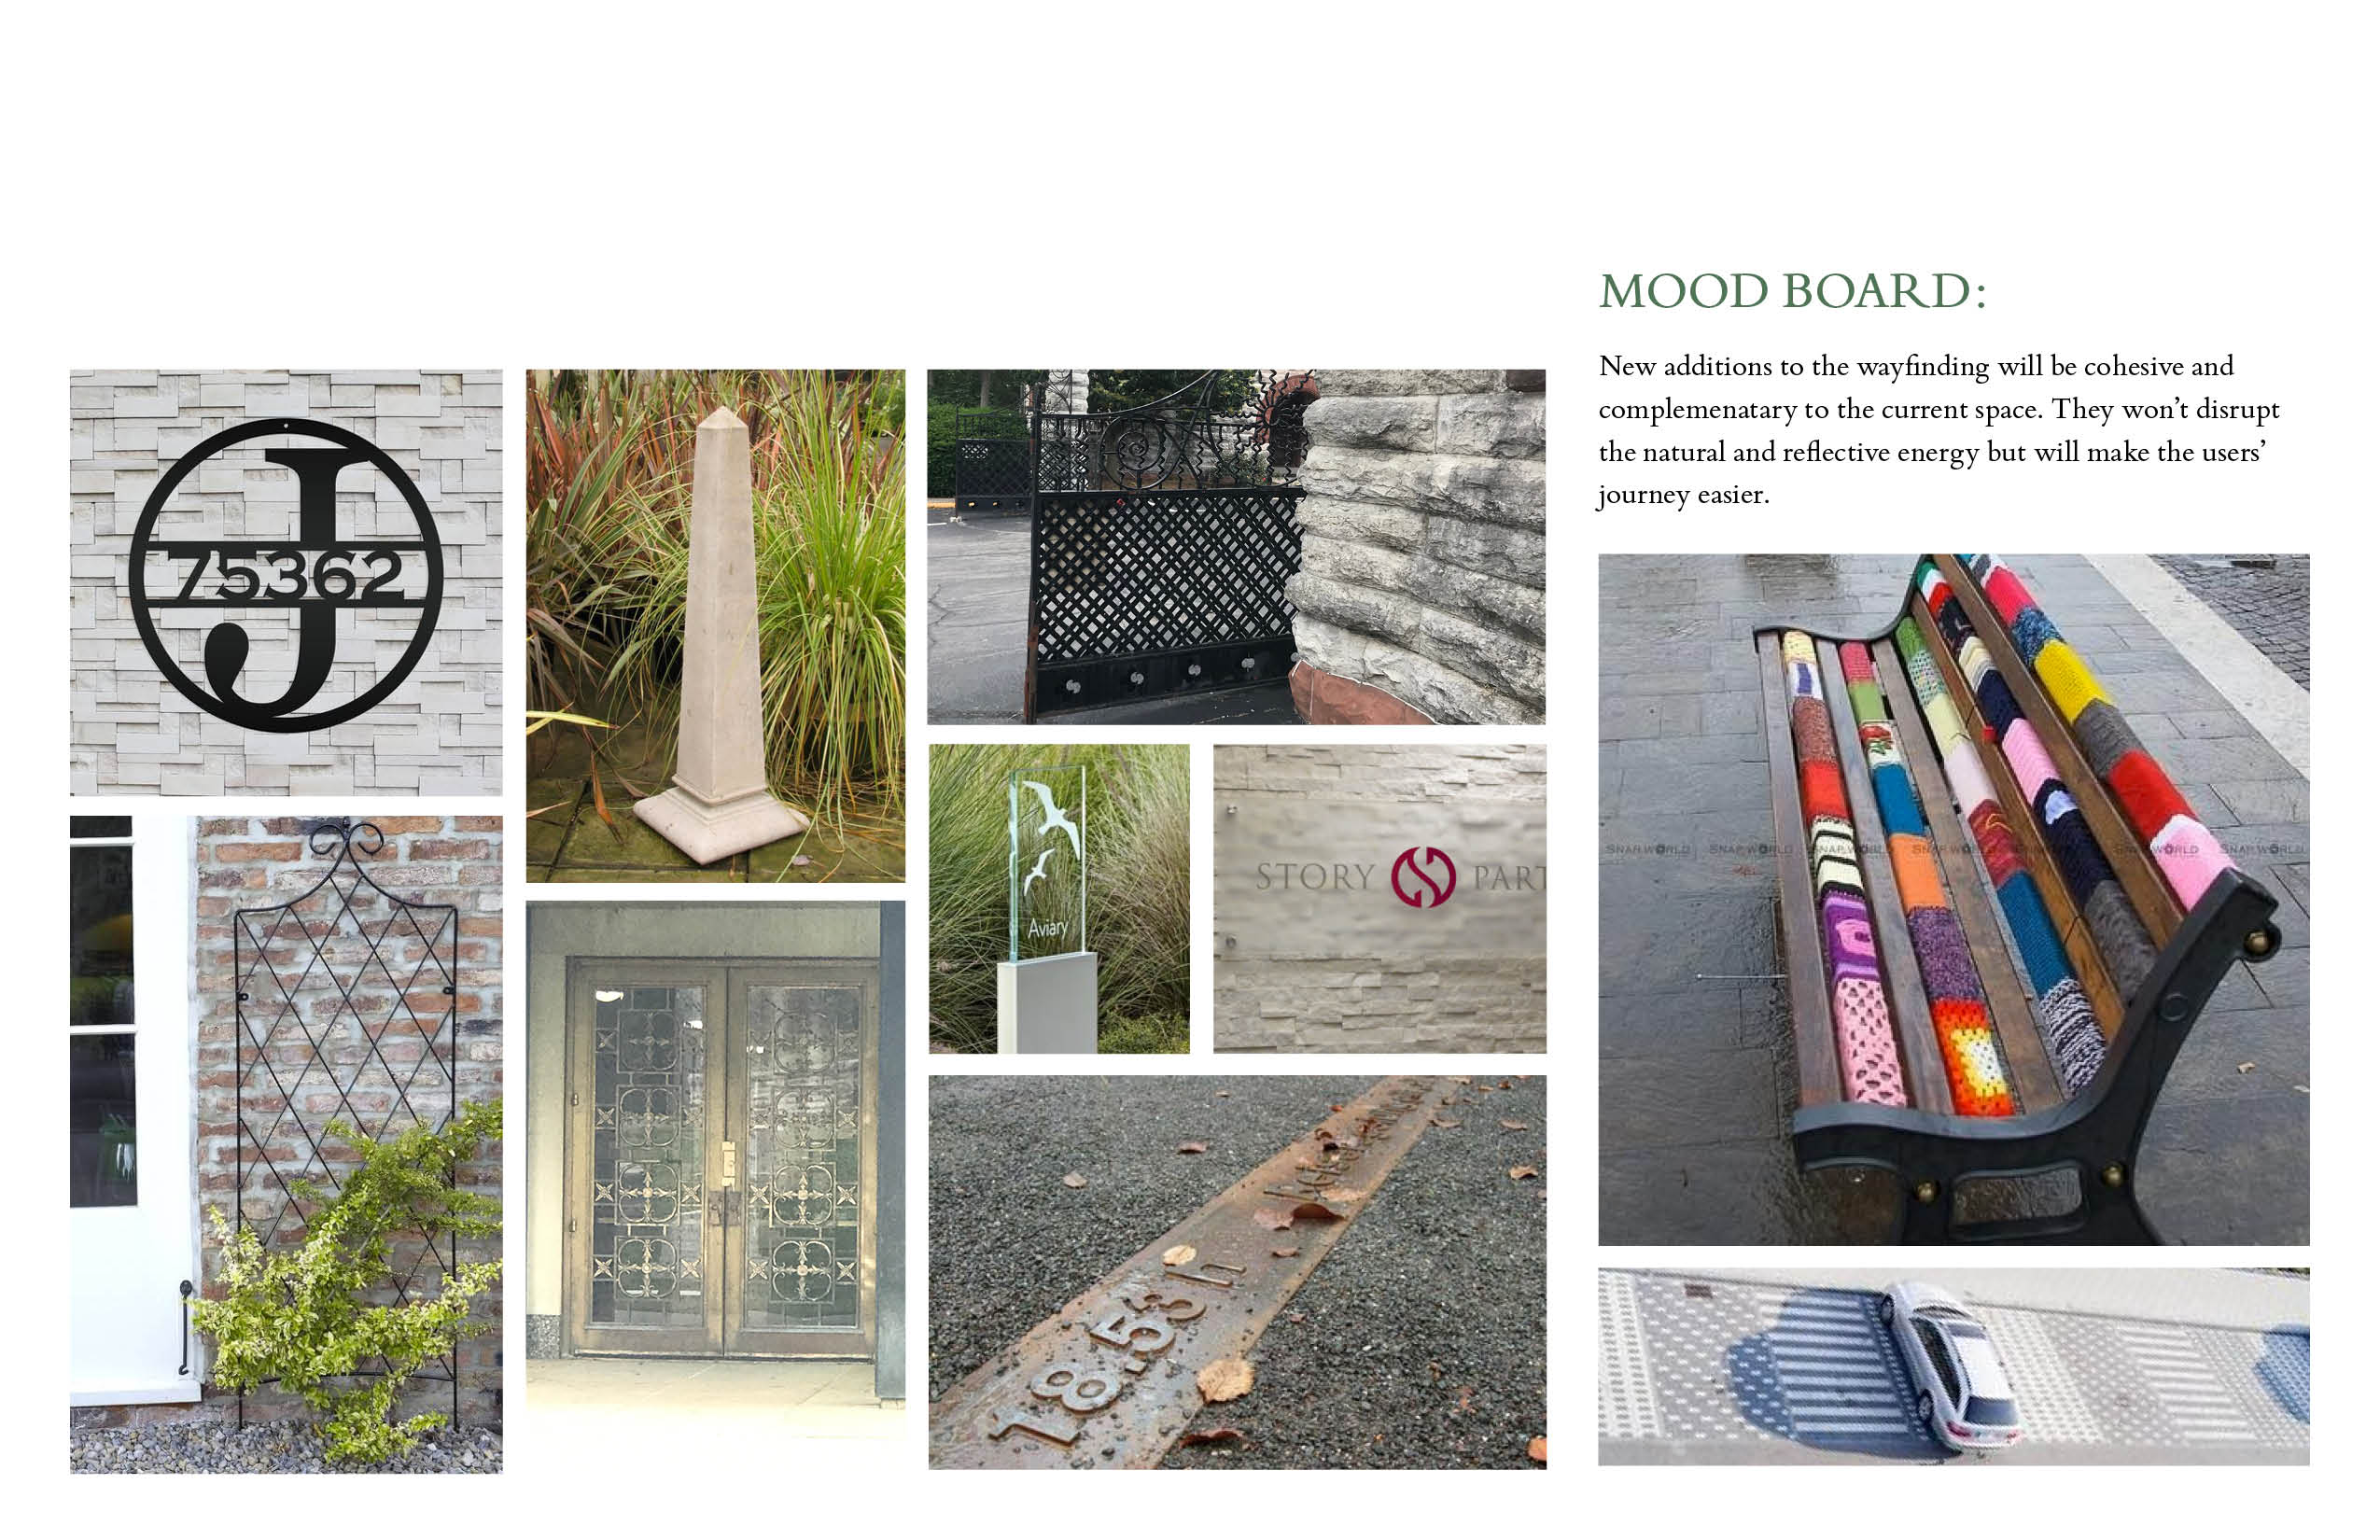 MOOD BOARD:
New additions to the wayfinding will be cohesive and
complemenatary to the current space. They won’t disrupt
the natural and reflective energy but will make the users’
journey easier.
J
75362
Aviary
STORY S PART
18.53 h
SNAP WORLD SNAP WORLD SNAP WORLD SNAP WORLD SNAP WORLD SNAP WORLD SNAP WORLD